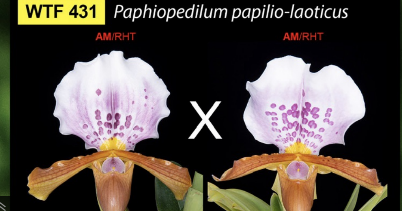 WTF 431 Paphiopedilum papilio-laoticus
AM/RHT AM/RHT
X